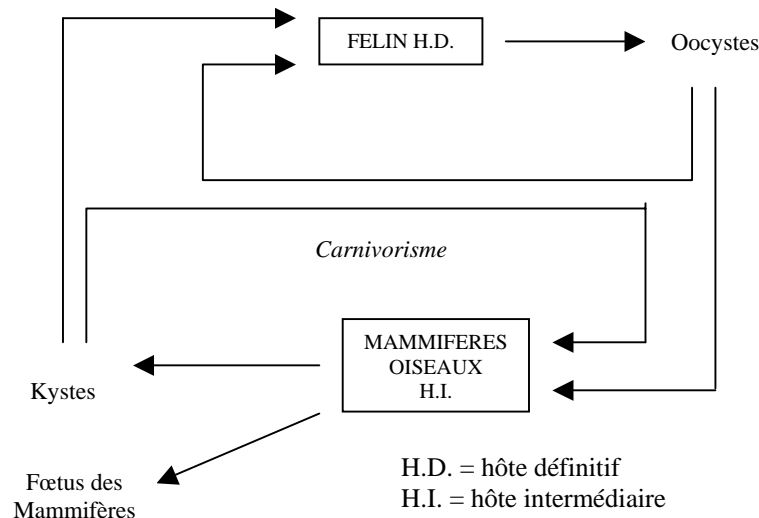 FELIN H.D.
Oocystes
Carnivorisme
MAMMIFERES
OISEAUX
H.I.
Kystes
Fœtus des
Mammifères
H.D. = hôte définitif
H.I. = hôte intermédiaire